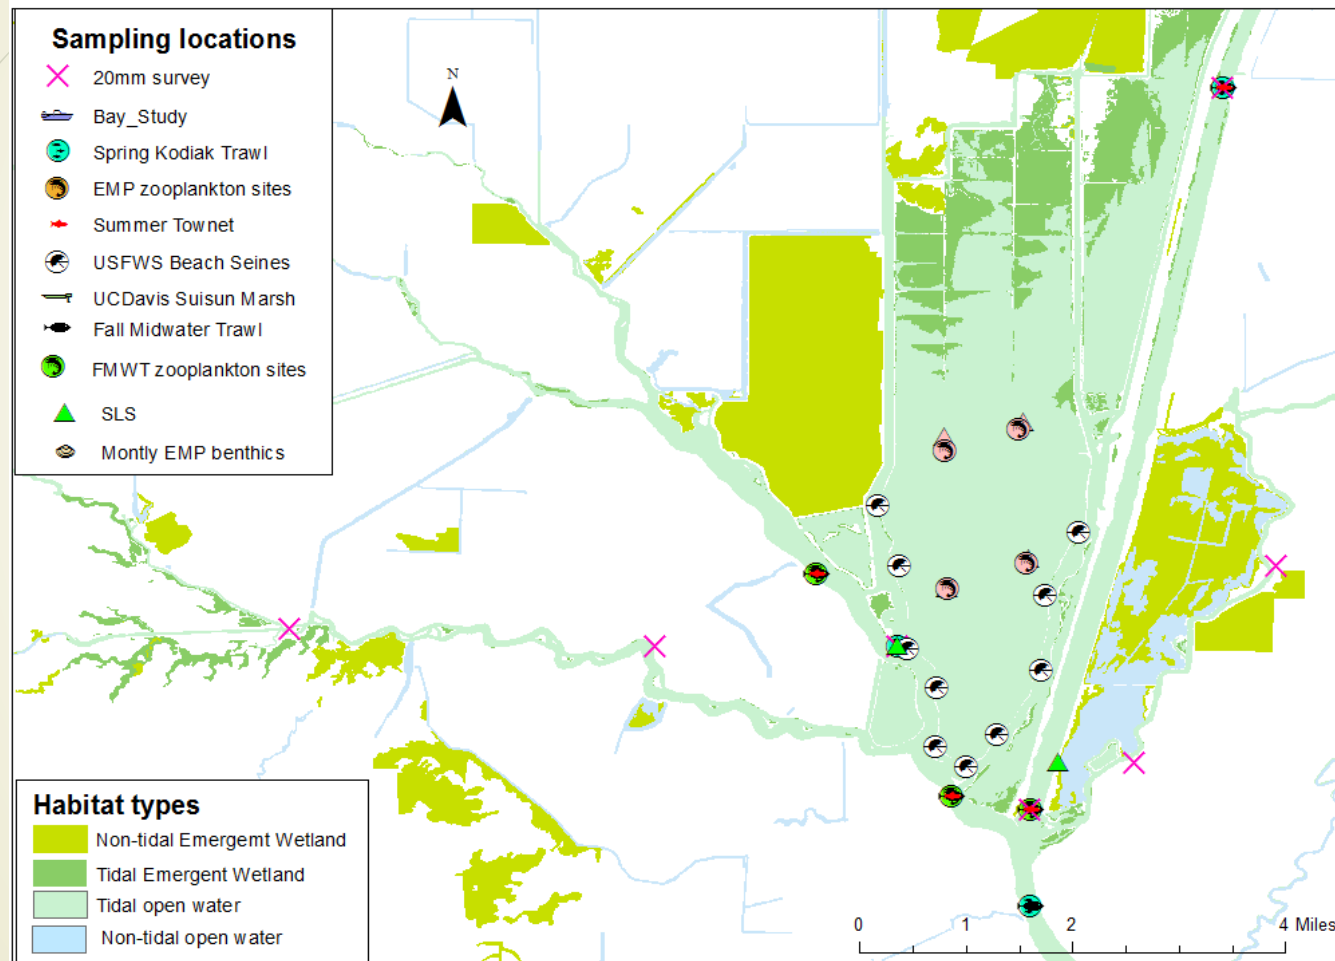 Sampling locations
20mm survey
Bay_Study
Spring Kodiak Trawl
EMP zooplankton sites
Summer Townet
USFWS Beach Seines
UCDavis Suisun Marsh
Fall Midwater Trawl
FMWT zooplankton sites
SLS
Montly EMP benthics
N
Habitat types
Non-tidal Emergemt Wetland
Tidal Emergent Wetland
Tidal open water
Non-tidal open water
0 1 2 4 Miles